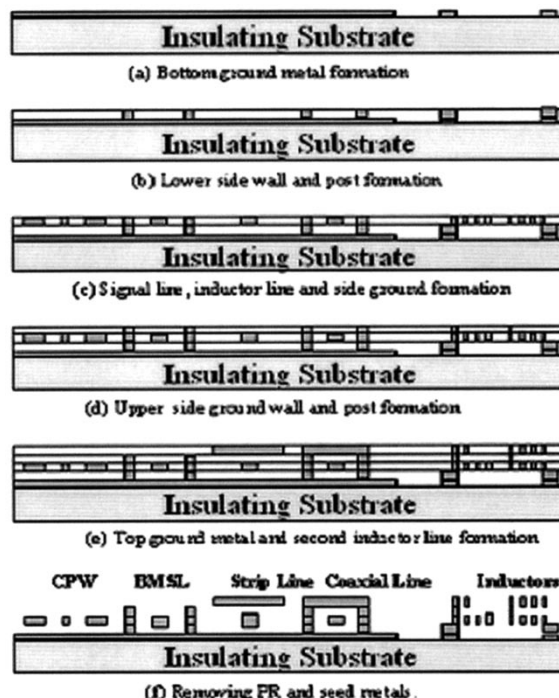 Insulating Substrate
(a) Bottom ground metal formation
Insulating Substrate
(b) Lower side wall and post formation
Insulating Substrate
(c) Signal line, inductor line and side ground formation
Insulating Substrate
(d) Upper side ground wall and post formation
Insulating Substrate
(e) Top ground metal and second inductor line formation
CPW BMSL Strip Line Coaxial Line Inductors
Insulating Substrate
(f) Removing PR and seed metals.